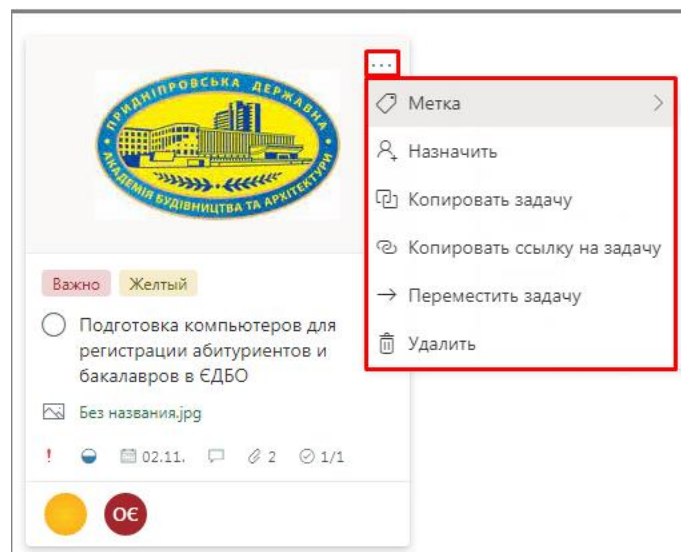 ПРИДНІПРОВСЬКА ДЕРЖАВНА
АКАДЕМІЯ БУДІВНИЦТВА ТА АРХІТЕКТУРИ
...
Метка
Назначить
Копировать задачу
Копировать ссылку на задачу
Переместить задачу
Удалить
Важно Желтый
Подготовка компьютеров для
регистрации абитуриентов и
бакалавров в ЄДБО
Без названия.jpg
! 02.11. 2 1/1
ОЄ